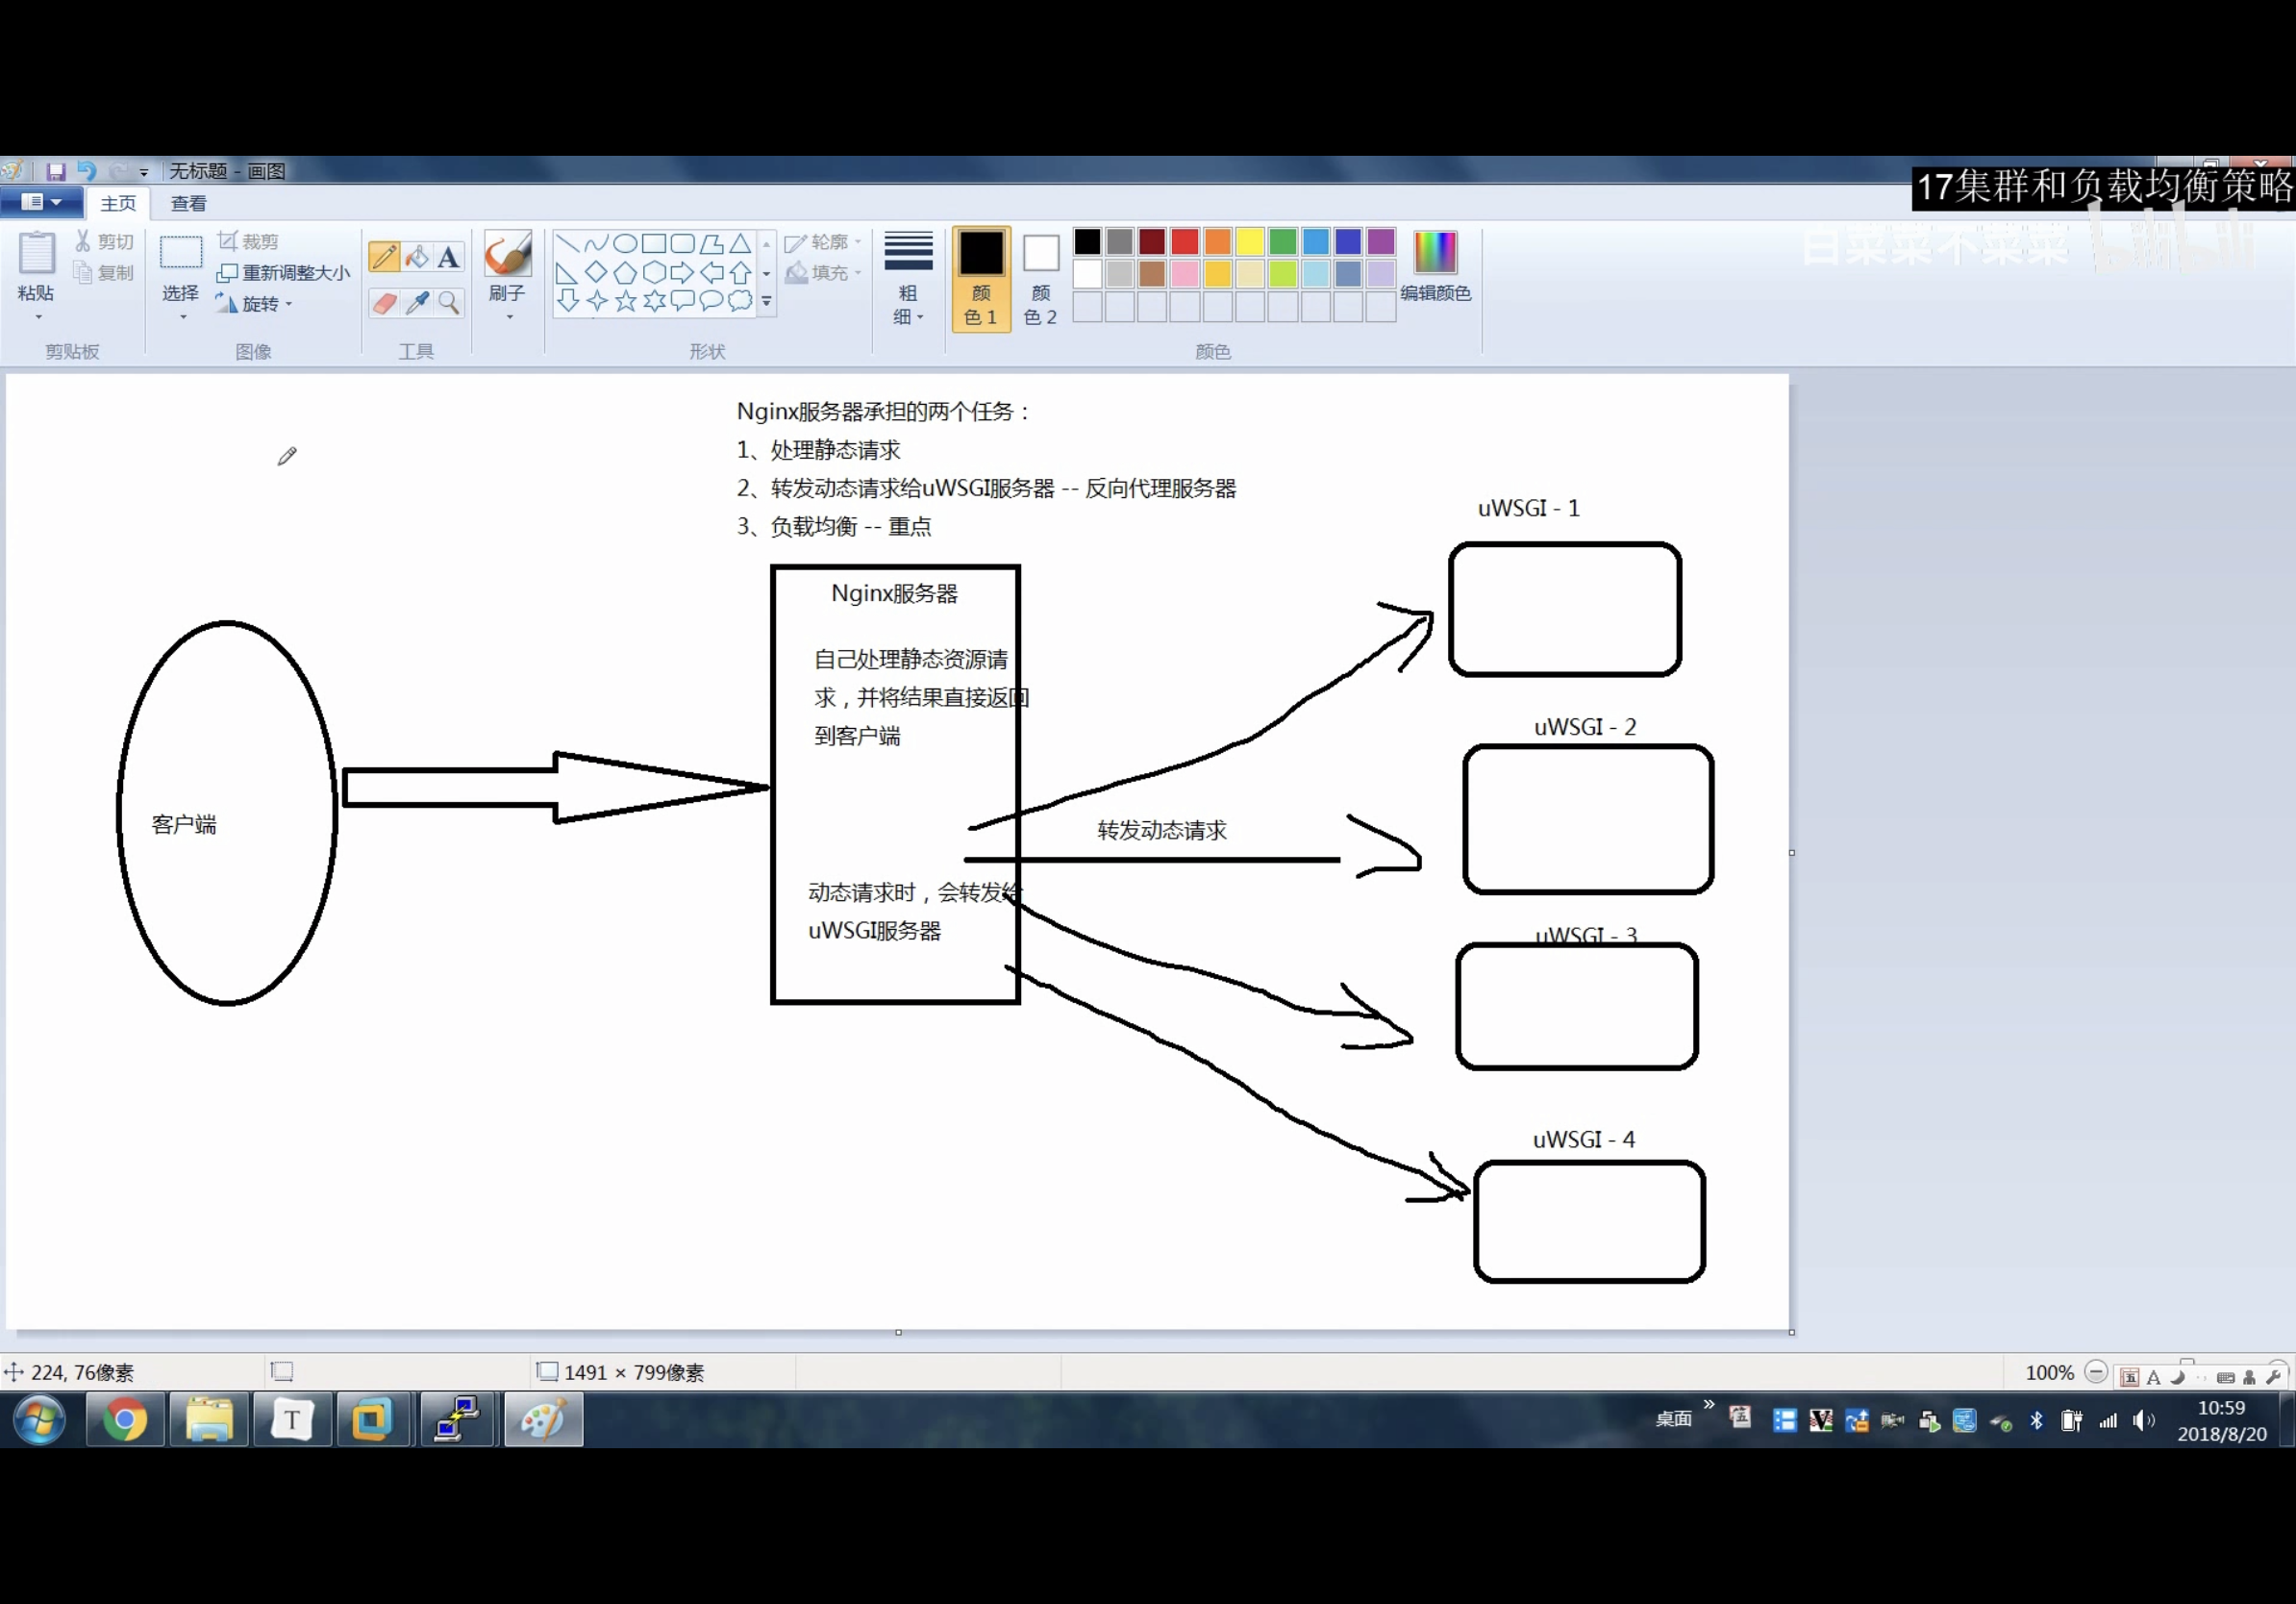 无标题 - 画图
17集群和负载均衡策略
白菜菜不菜菜 bilibili
主页
查看
粘贴
剪切
复制
剪贴板
选择
裁剪
重新调整大小
旋转
图像
A
工具
刷子
轮廓
填充
形状
粗
细
颜
色 1
颜
色 2
编辑颜色
颜色
Nginx服务器承担的两个任务：
1、处理静态请求
2、转发动态请求给uWSGI服务器 -- 反向代理服务器
3、负载均衡 -- 重点
客户端
Nginx服务器
自己处理静态资源请
求，并将结果直接返回
到客户端
动态请求时，会转发给
uWSGI服务器
转发动态请求
uWSGI - 1
uWSGI - 2
uWSGI - 3
uWSGI - 4
224, 76像素
1491 × 799像素
100%
五 A
T
桌面
10:59
2018/8/20